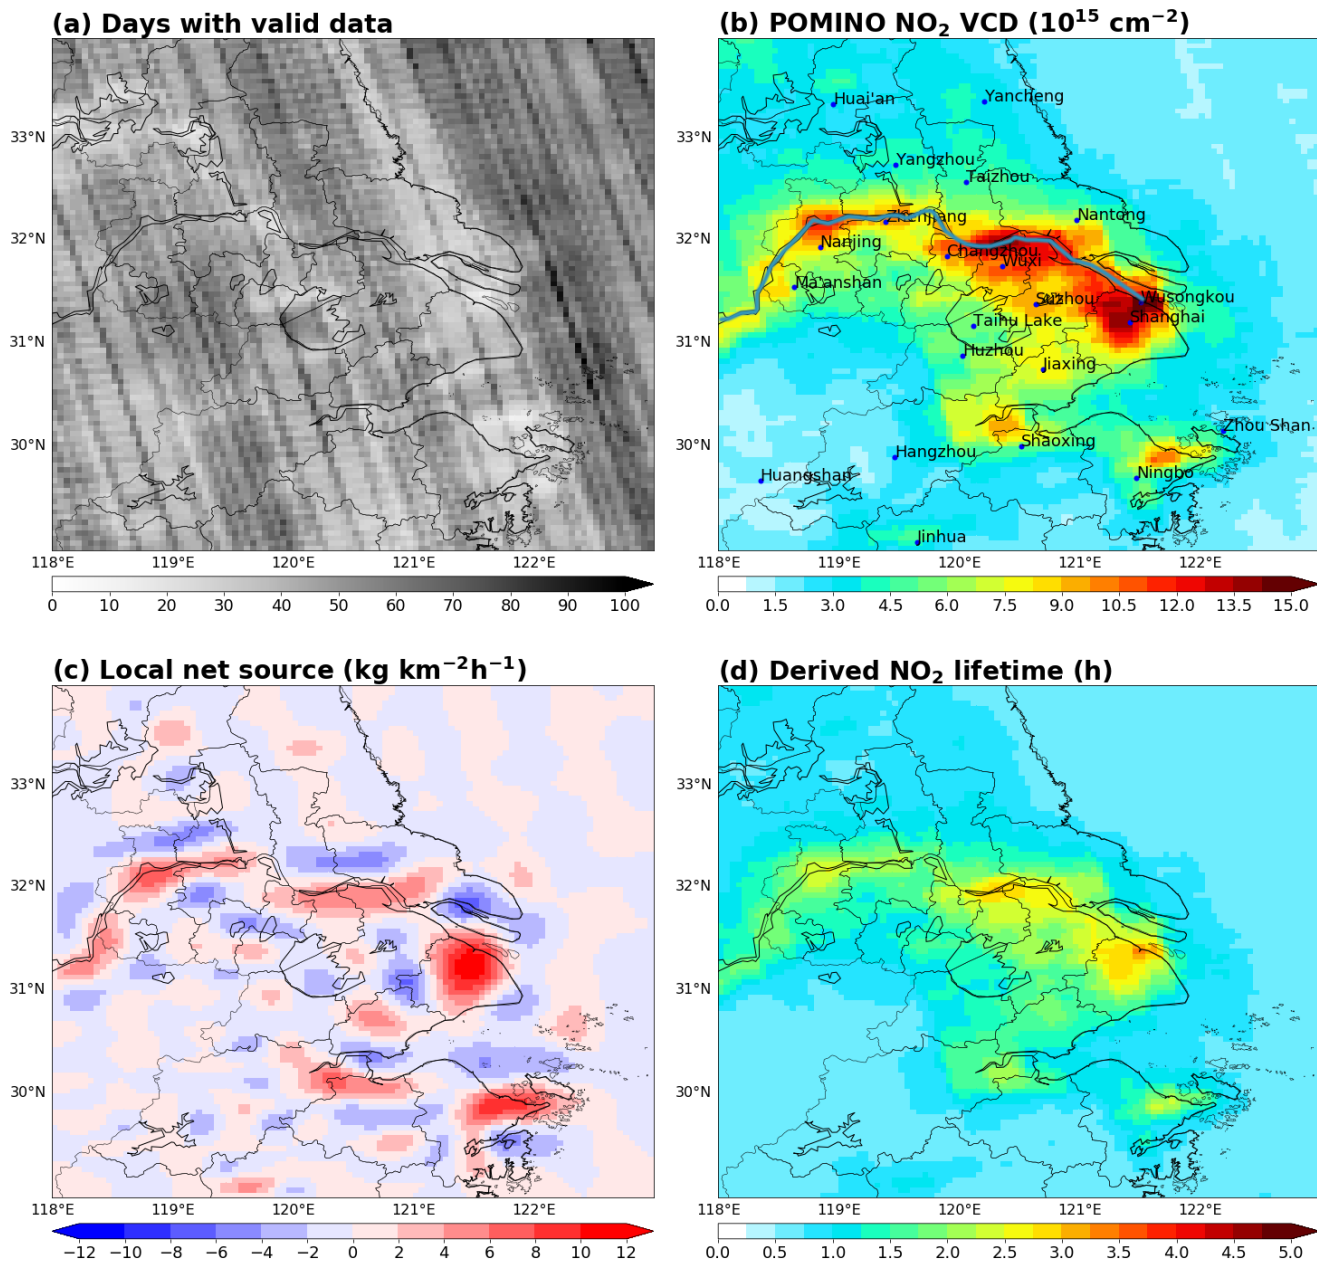 (a) Days with valid data
33°N
32°N
31°N
30°N
118°E 119°E 120°E 121°E 122°E
0 10 20 30 40 50 60 70 80 90 100
(b) POMINO NO₂ VCD (10¹⁵ cm⁻²)
Huai'an
Yancheng
33°N
Yangzhou
Taizhou
Zhenjiang
Nantong
32°N
Nanjing
Changzhou
Wuxi
Ma'anshan
Suzhou
Wusongkou
Taihu Lake
Shanghai
31°N
Huzhou
Jiaxing
Zhou Shan
30°N
Shaoxing
Hangzhou
Huangshan
Ningbo
Jinhua
118°E 119°E 120°E 121°E 122°E
0.0 1.5 3.0 4.5 6.0 7.5 9.0 10.5 12.0 13.5 15.0
(c) Local net source (kg km⁻²h⁻¹)
33°N
32°N
31°N
30°N
118°E 119°E 120°E 121°E 122°E
−12 −10 −8 −6 −4 −2 0 2 4 6 8 10 12
(d) Derived NO₂ lifetime (h)
33°N
32°N
31°N
30°N
118°E 119°E 120°E 121°E 122°E
0.0 0.5 1.0 1.5 2.0 2.5 3.0 3.5 4.0 4.5 5.0